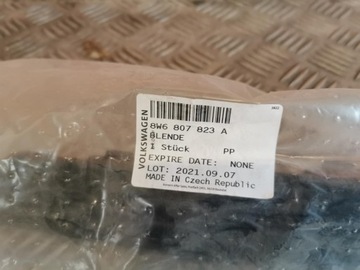 VOLKSWAGEN
8W6 807 823 A
BLENDE
1 Stück PP
EXPIRE DATE: NONE
LOT: 2021.09.07
MADE IN Czech Republic